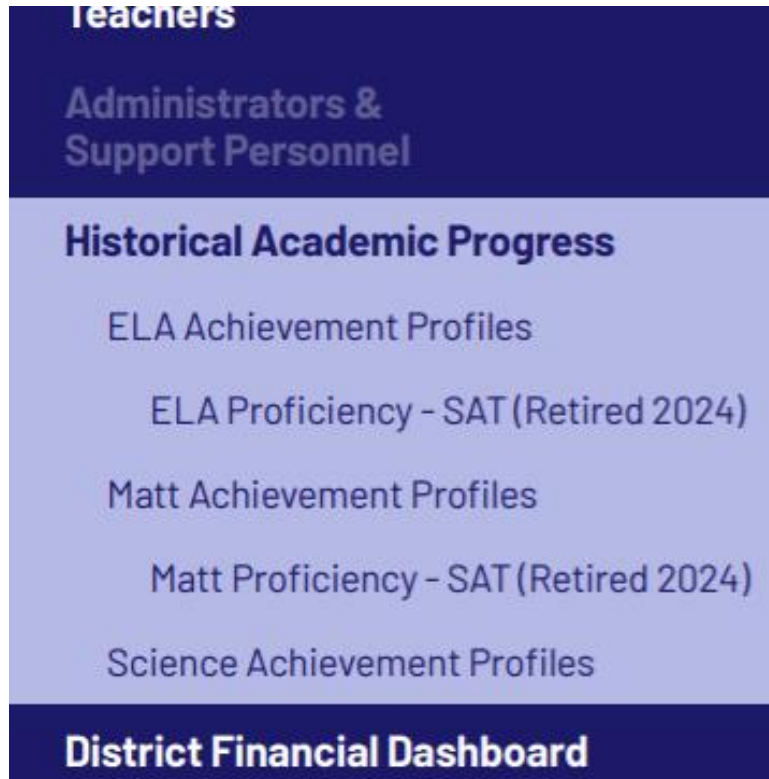 Teachers
Administrators &
Support Personnel
Historical Academic Progress
ELA Achievement Profiles
ELA Proficiency - SAT (Retired 2024)
Matt Achievement Profiles
Matt Proficiency - SAT (Retired 2024)
Science Achievement Profiles
District Financial Dashboard